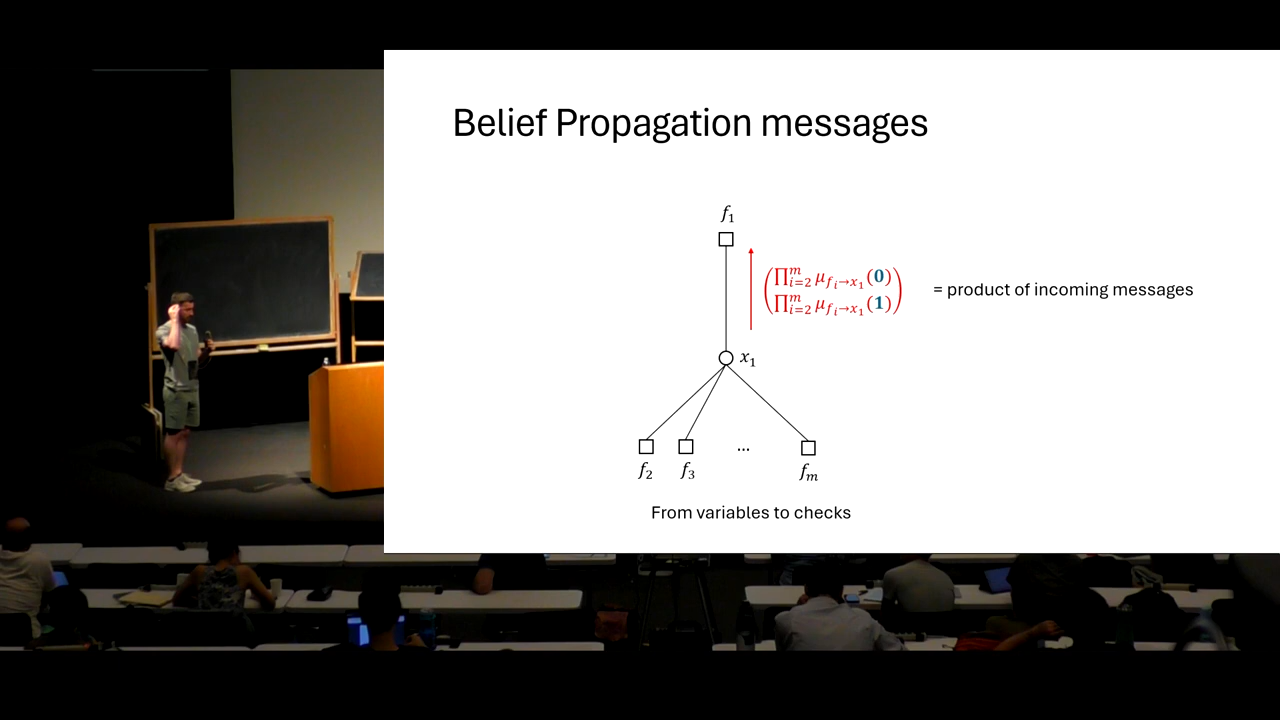 Belief Propagation messages
f₁
(∏ᵢ₌₂ᵐ μ_{fᵢ→x₁}(0))
(∏ᵢ₌₂ᵐ μ_{fᵢ→x₁}(1))
= product of incoming messages
x₁
...
f₂ f₃ fₘ
From variables to checks